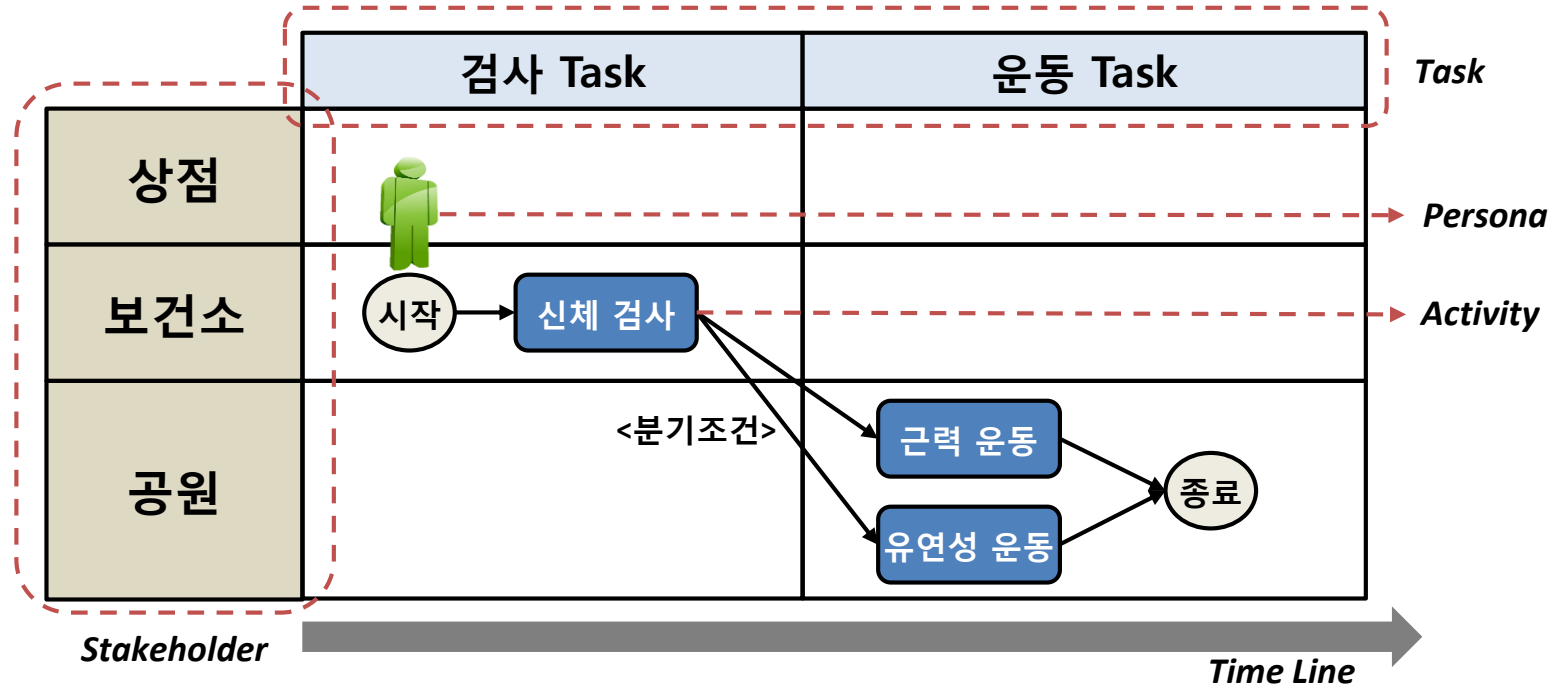 검사 Task
운동 Task
Task
상점
Persona
보건소
시작
신체 검사
Activity
공원
<분기조건>
근력 운동
유연성 운동
종료
Stakeholder
Time Line